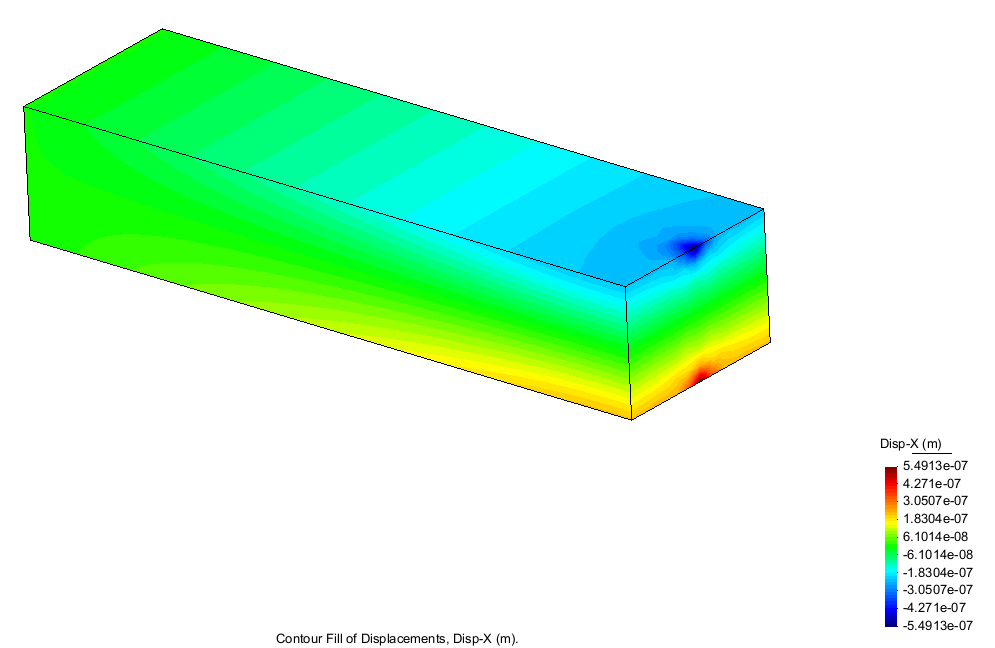 Disp-X (m)
5.4913e-07
4.271e-07
3.0507e-07
1.8304e-07
6.1014e-08
-6.1014e-08
-1.8304e-07
-3.0507e-07
-4.271e-07
-5.4913e-07
Contour Fill of Displacements, Disp-X (m).